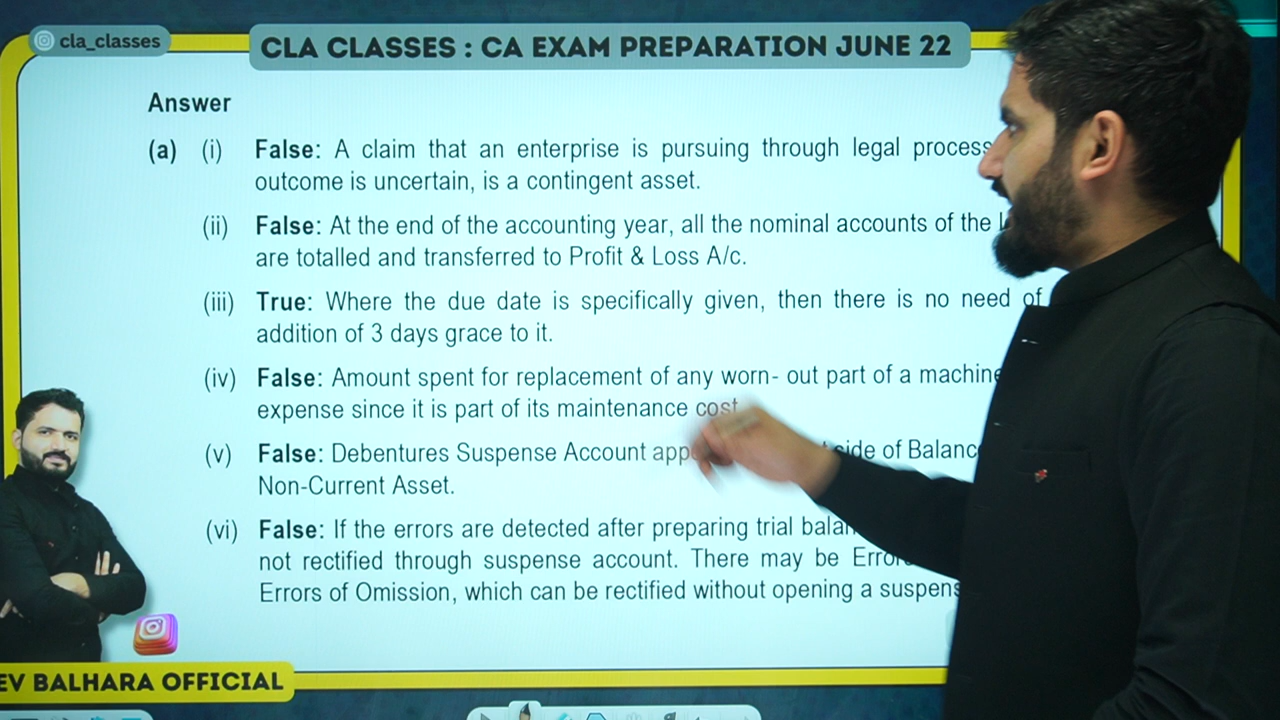 cla_classes
CLA CLASSES : CA EXAM PREPARATION JUNE 22
Answer
(a) (i) False: A claim that an enterprise is pursuing through legal process
outcome is uncertain, is a contingent asset.
(ii) False: At the end of the accounting year, all the nominal accounts of the
are totalled and transferred to Profit & Loss A/c.
(iii) True: Where the due date is specifically given, then there is no need of
addition of 3 days grace to it.
(iv) False: Amount spent for replacement of any worn- out part of a machine
expense since it is part of its maintenance cost
(v) False: Debentures Suspense Account side of
Non-Current Asset.
(vi) False: If the errors are detected after preparing trial
not rectified through suspense account. There may be
Errors of Omission, which can be rectified without opening a
EV BALHARA OFFICIAL